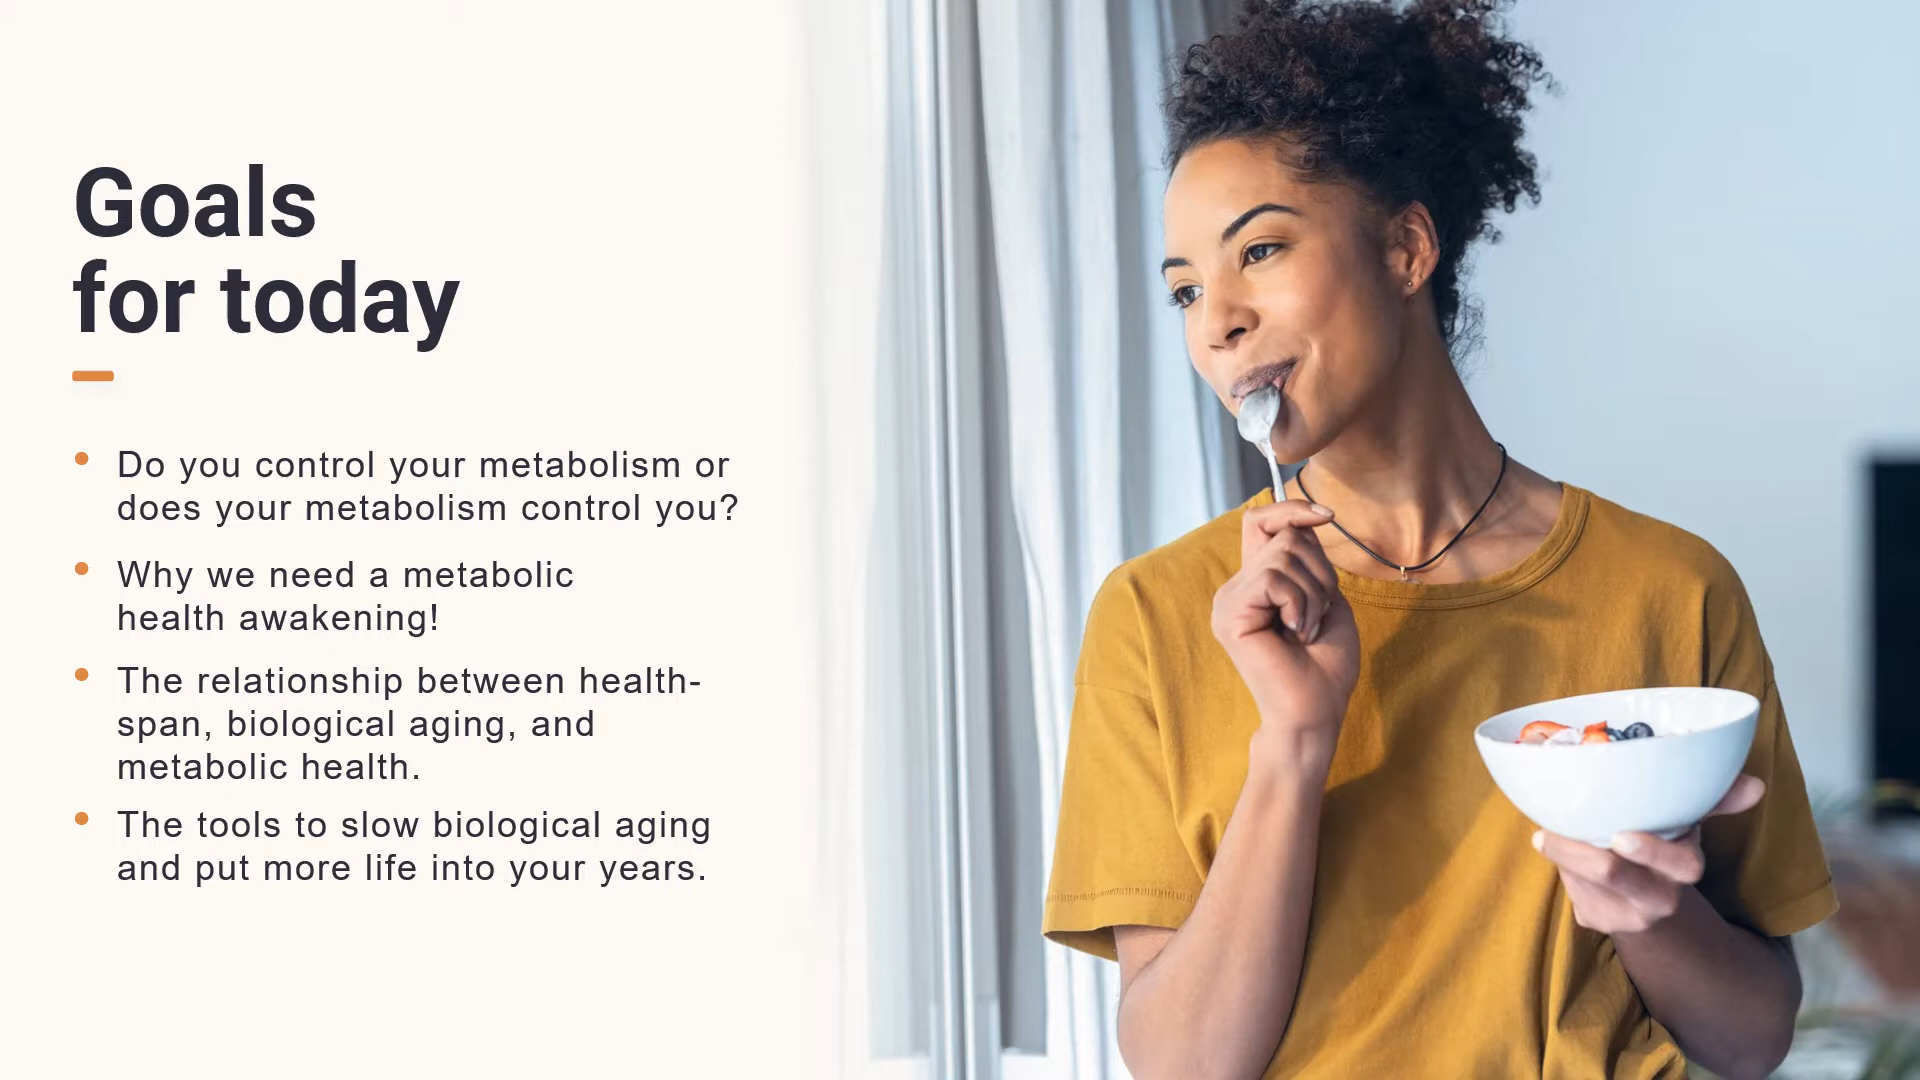 Goals
for today
• Do you control your metabolism or
does your metabolism control you?
• Why we need a metabolic
health awakening!
• The relationship between health-
span, biological aging, and
metabolic health.
• The tools to slow biological aging
and put more life into your years.